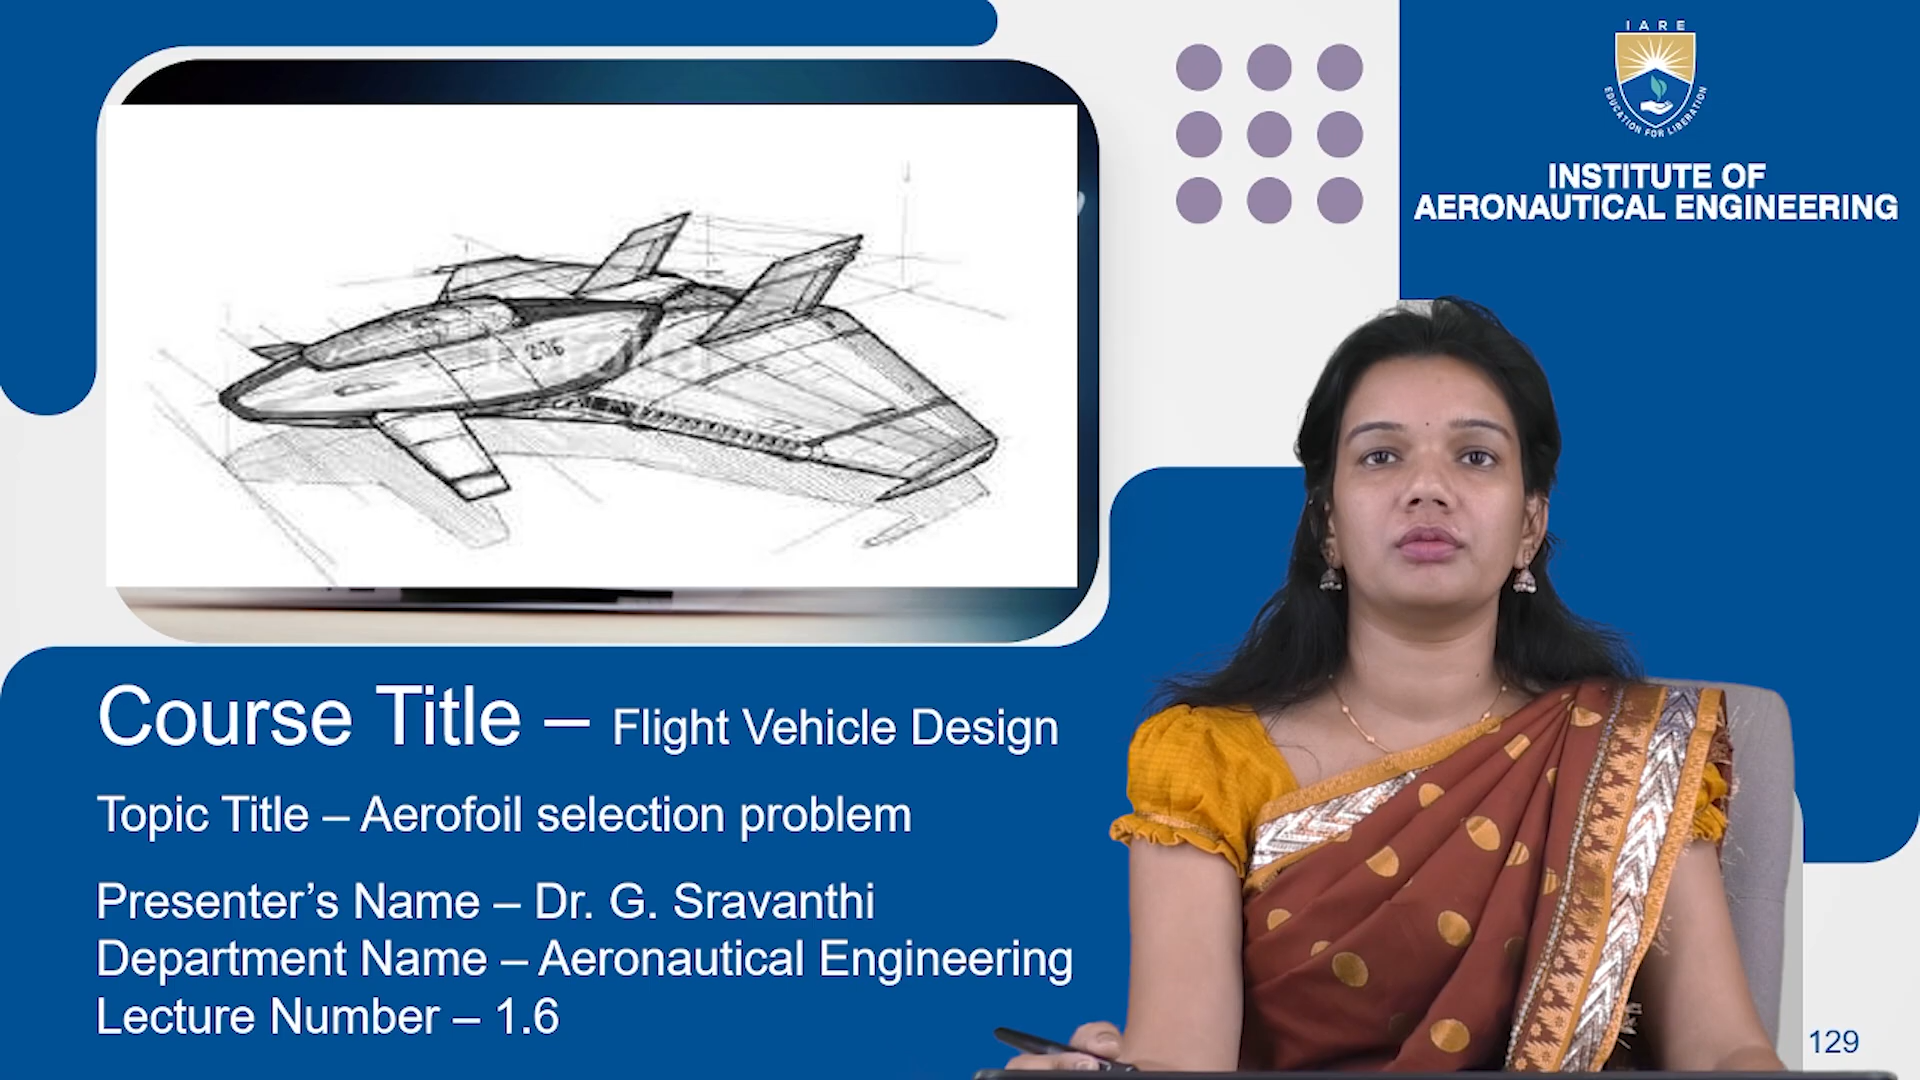 I A R E
EDUCATION FOR LIBERATION
INSTITUTE OF
AERONAUTICAL ENGINEERING
206
Course Title – Flight Vehicle Design
Topic Title – Aerofoil selection problem
Presenter’s Name – Dr. G. Sravanthi
Department Name – Aeronautical Engineering
Lecture Number – 1.6
129